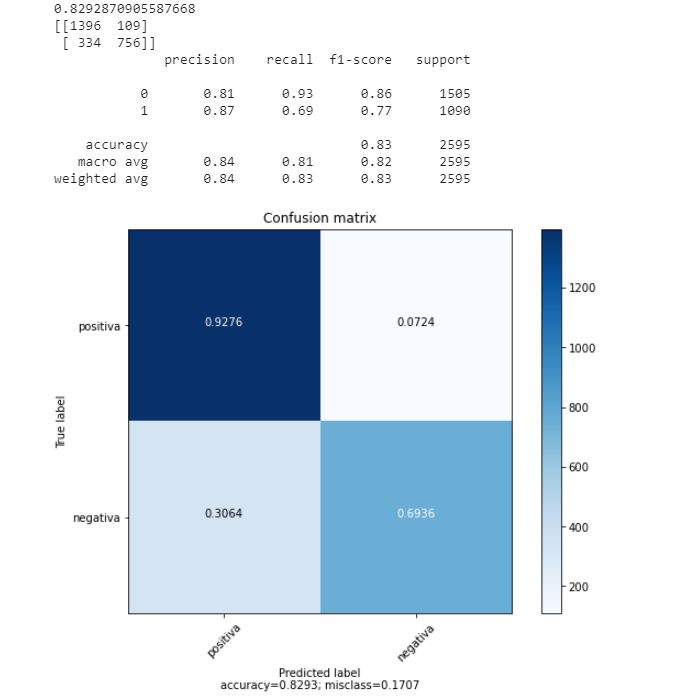 0.8292870905587668
[[1396 109]
[ 334 756]]
precision recall f1-score support
0 0.81 0.93 0.86 1505
1 0.87 0.69 0.77 1090
accuracy 0.83 2595
macro avg 0.84 0.81 0.82 2595
weighted avg 0.84 0.83 0.83 2595
Confusion matrix
1200
1000
800
600
400
200
positiva
0.9276 0.0724
True label
negativa
0.3064 0.6936
positiva negativa
Predicted label
accuracy=0.8293; misclass=0.1707